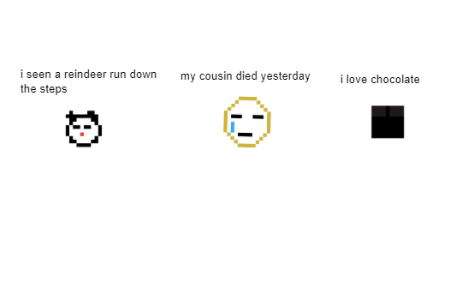 i seen a reindeer run down
the steps
my cousin died yesterday
i love chocolate